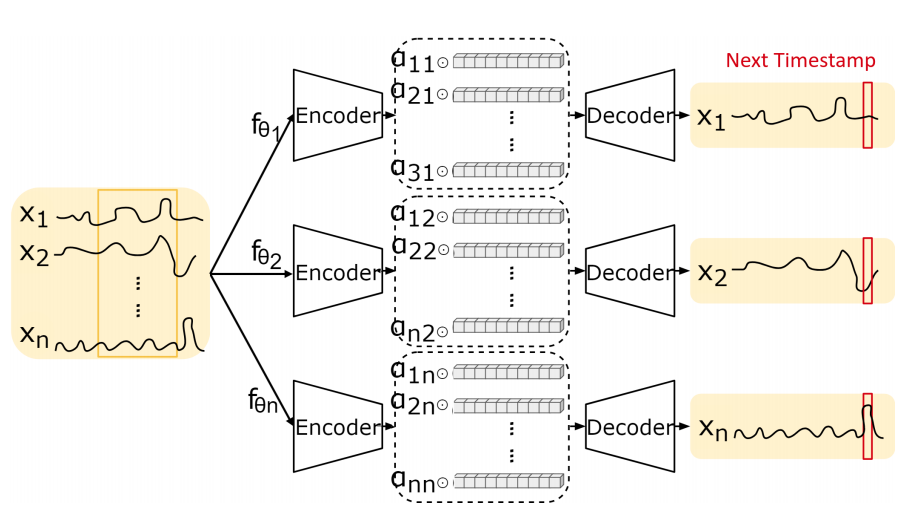 Next Timestamp
x1
x2
⋮
xn
fθ1
Encoder
a11⊙
a21⊙
⋮
a31⊙
Decoder
x1
fθ2
Encoder
a12⊙
a22⊙
⋮
an2⊙
Decoder
x2
fθn
Encoder
a1n⊙
a2n⊙
⋮
ann⊙
Decoder
xn